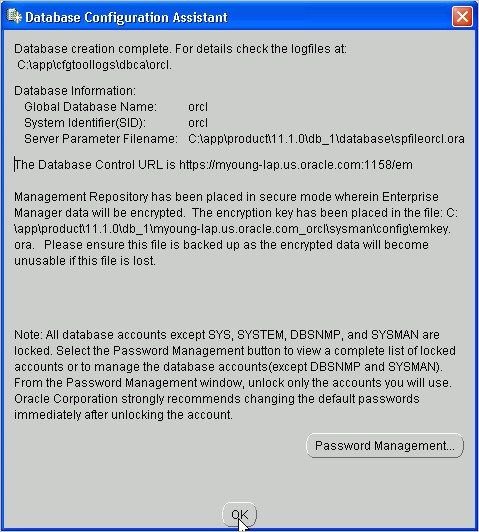 Database Configuration Assistant
Database creation complete. For details check the logfiles at:
C:\app\cfgtoollogs\dbca\orcl.
Database Information:
Global Database Name: orcl
System Identifier(SID): orcl
Server Parameter Filename: C:\app\product\11.1.0\db_1\database\spfileorcl.ora
The Database Control URL is https://myoung-lap.us.oracle.com:1158/em
Management Repository has been placed in secure mode wherein Enterprise
Manager data will be encrypted. The encryption key has been placed in the file: C:
\app\product\11.1.0\db_1\myoung-lap.us.oracle.com_orcl\sysman\config\emkey.
ora. Please ensure this file is backed up as the encrypted data will become
unusable if this file is lost.
Note: All database accounts except SYS, SYSTEM, DBSNMP, and SYSMAN are
locked. Select the Password Management button to view a complete list of locked
accounts or to manage the database accounts(except DBSNMP and SYSMAN).
From the Password Management window, unlock only the accounts you will use.
Oracle Corporation strongly recommends changing the default passwords
immediately after unlocking the account.
Password Management...
OK